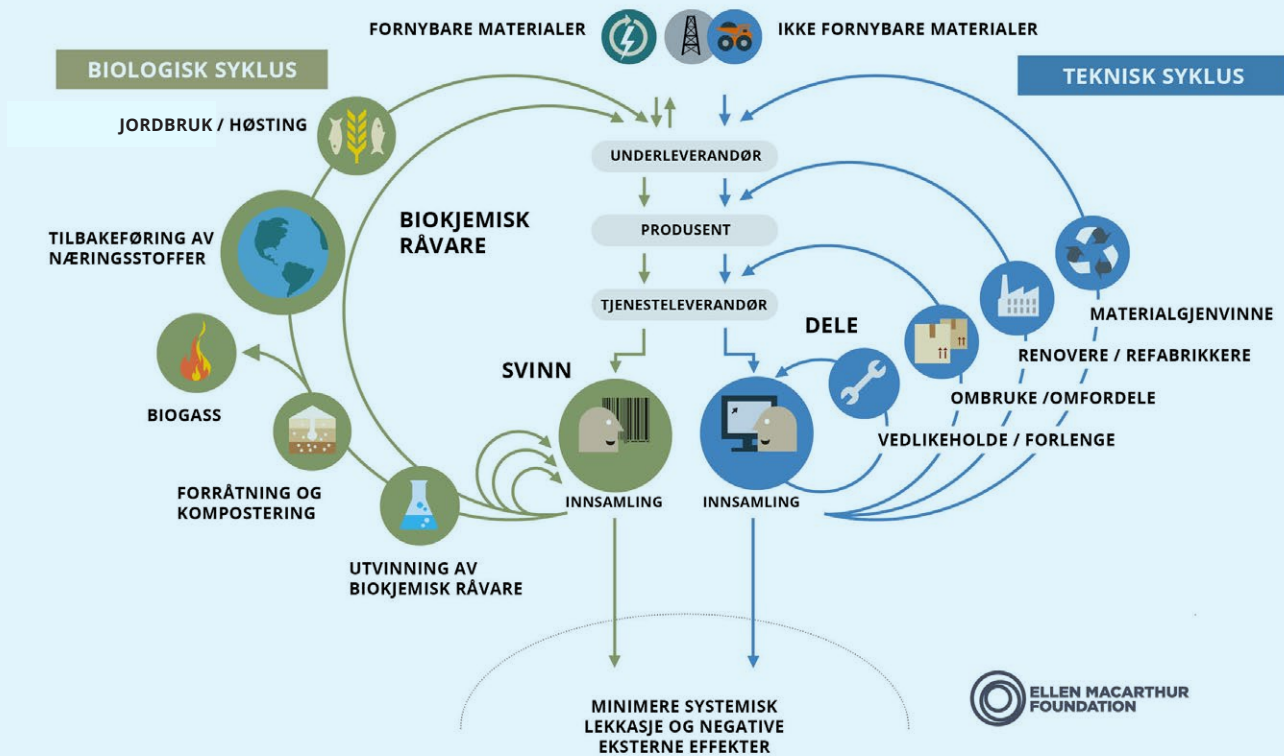 FORNYBARE MATERIALER
IKKE FORNYBARE MATERIALER
BIOLOGISK SYKLUS
TEKNISK SYKLUS
JORDBRUK / HØSTING
UNDERLEVERANDØR
BIOKJEMISK
RÅVARE
PRODUSENT
TILBAKEFØRING AV
NÆRINGSSTOFFER
TJENESTELEVERANDØR
MATERIALGJENVINNE
DELE
RENOVERE / REFABRIKKERE
SVINN
OMBRUKE /OMFORDELE
BIOGASS
VEDLIKEHOLDE / FORLENGE
FORRÅTNING OG
KOMPOSTERING
INNSAMLING
INNSAMLING
UTVINNING AV
BIOKJEMISK RÅVARE
MINIMERE SYSTEMISK
LEKKASJE OG NEGATIVE
EKSTERNE EFFEKTER
ELLEN MACARTHUR
FOUNDATION